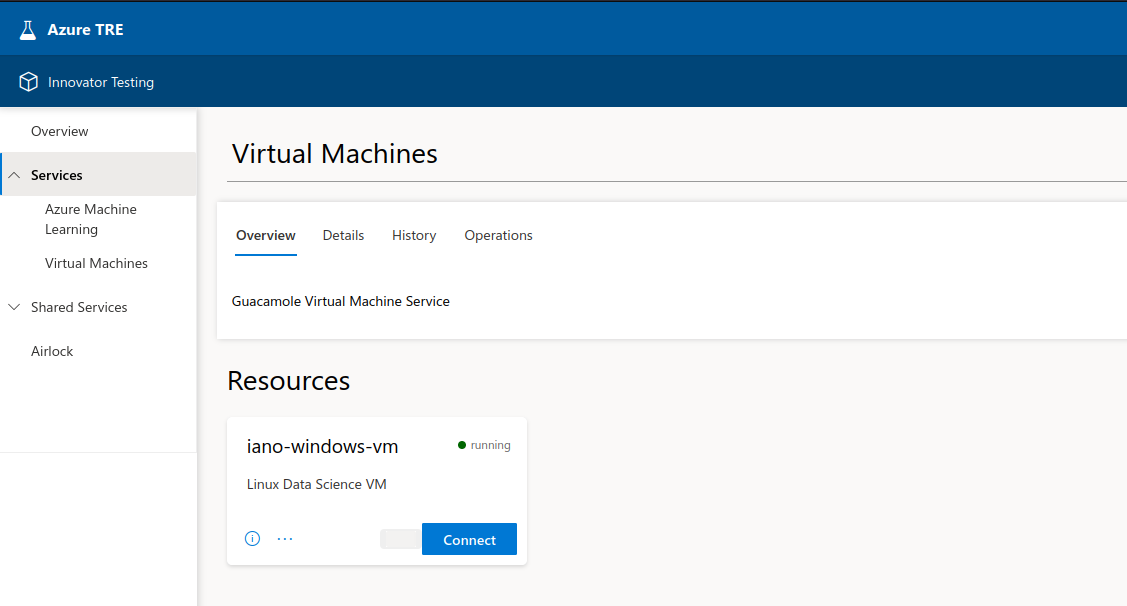 Azure TRE
Innovator Testing
Overview
Services
Azure Machine
Learning
Virtual Machines
Shared Services
Airlock
Virtual Machines
Overview Details History Operations
Guacamole Virtual Machine Service
Resources
iano-windows-vm running
Linux Data Science VM
Connect